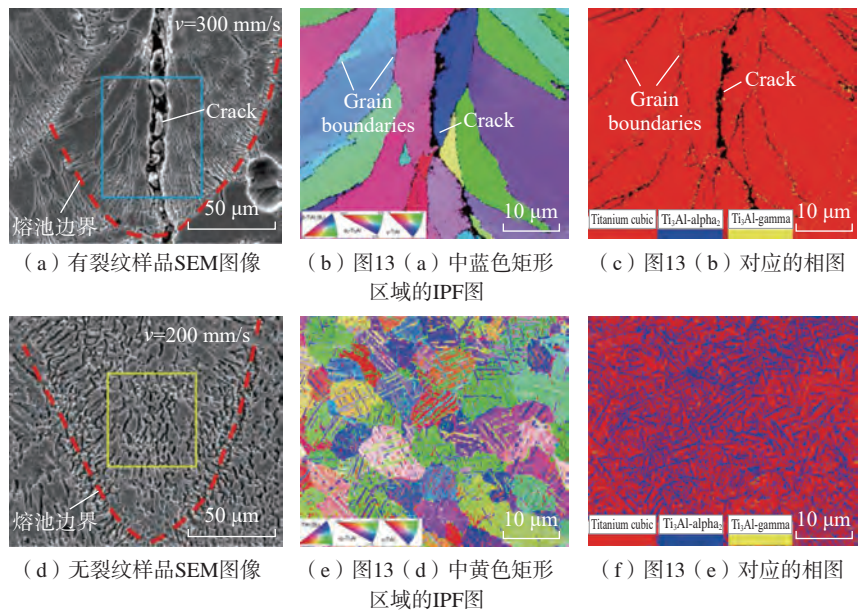 v=300 mm/s
Crack
熔池边界
50 μm
Grain
boundaries
Crack
10 μm
Grain
boundaries
Crack
Titanium cubic
Ti3Al-alpha2
Ti3Al-gamma
10 μm
（a）有裂纹样品SEM图像
（b）图13（a）中蓝色矩形
区域的IPF图
（c）图13（b）对应的相图
v=200 mm/s
熔池边界
50 μm
10 μm
Titanium cubic
Ti3Al-alpha2
Ti3Al-gamma
10 μm
（d）无裂纹样品SEM图像
（e）图13（d）中黄色矩形
区域的IPF图
（f）图13（e）对应的相图